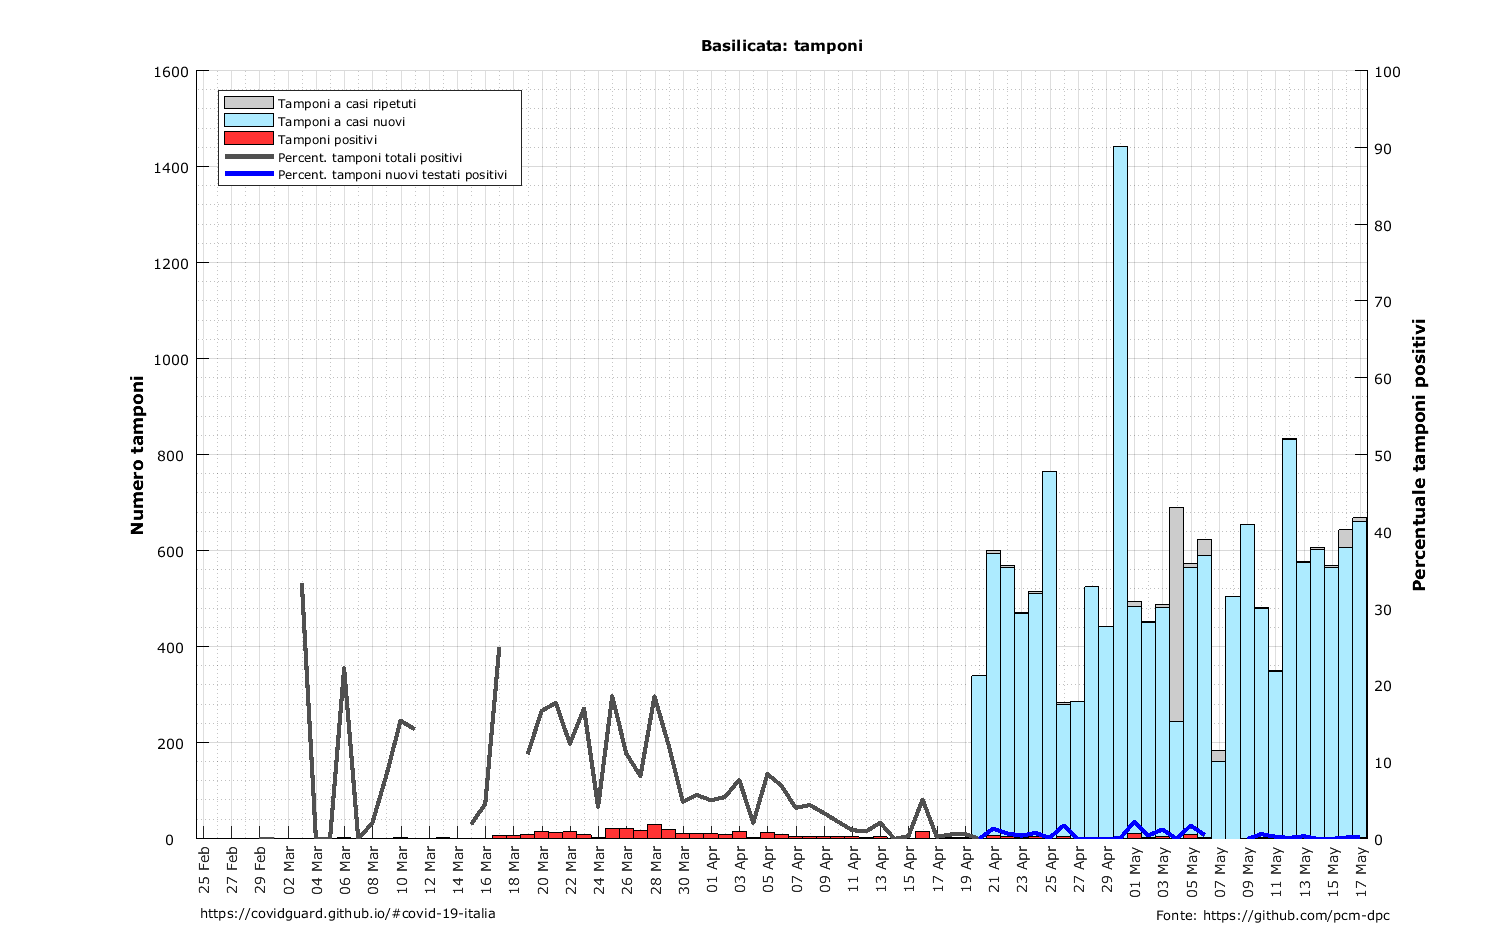 Basilicata: tamponi
Tamponi a casi ripetuti
Tamponi a casi nuovi
Tamponi positivi
Percent. tamponi totali positivi
Percent. tamponi nuovi testati positivi
Numero tamponi
1600
1400
1200
1000
800
600
400
200
0
100
90
80
70
60
50
40
30
20
10
0
Percentuale tamponi positivi
25 Feb
27 Feb
29 Feb
02 Mar
04 Mar
06 Mar
08 Mar
10 Mar
12 Mar
14 Mar
16 Mar
18 Mar
20 Mar
22 Mar
24 Mar
26 Mar
28 Mar
30 Mar
01 Apr
03 Apr
05 Apr
07 Apr
09 Apr
11 Apr
13 Apr
15 Apr
17 Apr
19 Apr
21 Apr
23 Apr
25 Apr
27 Apr
29 Apr
01 May
03 May
05 May
07 May
09 May
11 May
13 May
15 May
17 May
https://covidguard.github.io/#covid-19-italia
Fonte: https://github.com/pcm-dpc